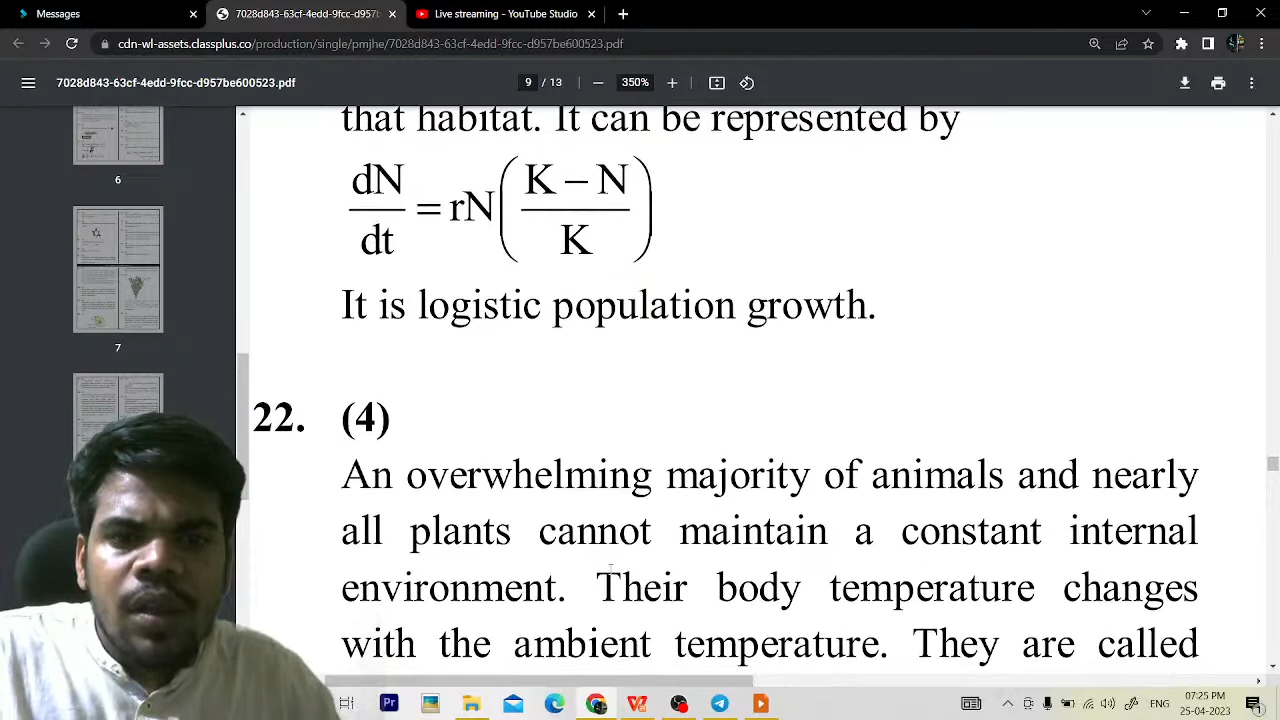 Messages
7028d843-63cf-4edd-9fcc-d957be
Live streaming - YouTube Studio
cdn-wl-assets.classplus.co/production/single/pmjhe/7028d843-63cf-4edd-9fcc-d957be600523.pdf
7028d843-63cf-4edd-9fcc-d957be600523.pdf
9 / 13
350%
6
7
that habitat. It can be represented by
dN/dt = rN((K – N)/K)
It is logistic population growth.
22. (4)
An overwhelming majority of animals and nearly
all plants cannot maintain a constant internal
environment. Their body temperature changes
with the ambient temperature. They are called
Pr
ENG
07:25 PM
25-04-2023
1